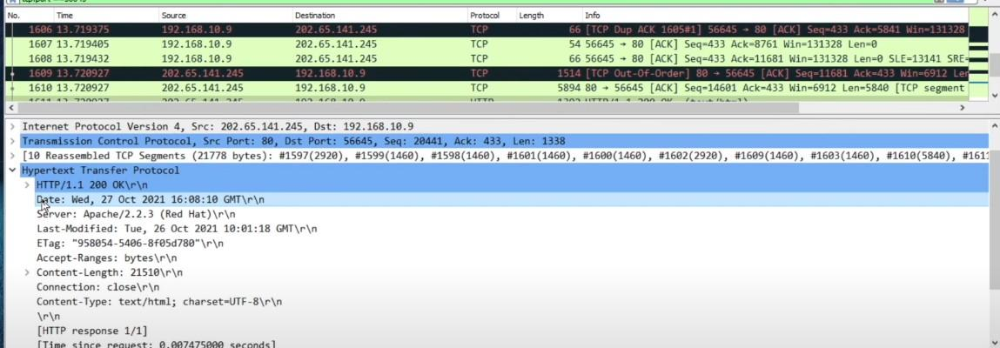 No. Time Source Destination Protocol Length Info
1606 13.719375 192.168.10.9 202.65.141.245 TCP 66 [TCP Dup ACK 1605#1] 56645 → 80 [ACK] Seq=433 Ack=5841 Win=131328
1607 13.719405 192.168.10.9 202.65.141.245 TCP 54 56645 → 80 [ACK] Seq=433 Ack=8761 Win=131328 Len=0
1608 13.719432 192.168.10.9 202.65.141.245 TCP 66 56645 → 80 [ACK] Seq=433 Ack=11681 Win=131328 Len=0 SLE=13141 SRE=
1609 13.720927 202.65.141.245 192.168.10.9 TCP 1514 [TCP Out-Of-Order] 80 → 56645 [ACK] Seq=11681 Ack=433 Win=6912 Len
1610 13.720927 202.65.141.245 192.168.10.9 TCP 5894 80 → 56645 [ACK] Seq=14601 Ack=433 Win=6912 Len=5840 [TCP segment
Internet Protocol Version 4, Src: 202.65.141.245, Dst: 192.168.10.9
Transmission Control Protocol, Src Port: 80, Dst Port: 56645, Seq: 20441, Ack: 433, Len: 1338
[10 Reassembled TCP Segments (21778 bytes): #1597(2920), #1599(1460), #1598(1460), #1601(1460), #1600(1460), #1602(2920), #1609(1460), #1603(1460), #1610(5840), #1611
Hypertext Transfer Protocol
HTTP/1.1 200 OK\r\n
Date: Wed, 27 Oct 2021 16:08:10 GMT\r\n
Server: Apache/2.2.3 (Red Hat)\r\n
Last-Modified: Tue, 26 Oct 2021 10:01:18 GMT\r\n
ETag: "958054-5406-8f05d780"\r\n
Accept-Ranges: bytes\r\n
Content-Length: 21510\r\n
Connection: close\r\n
Content-Type: text/html; charset=UTF-8\r\n
\r\n
[HTTP response 1/1]
[Time since request: 0.007475000 seconds]